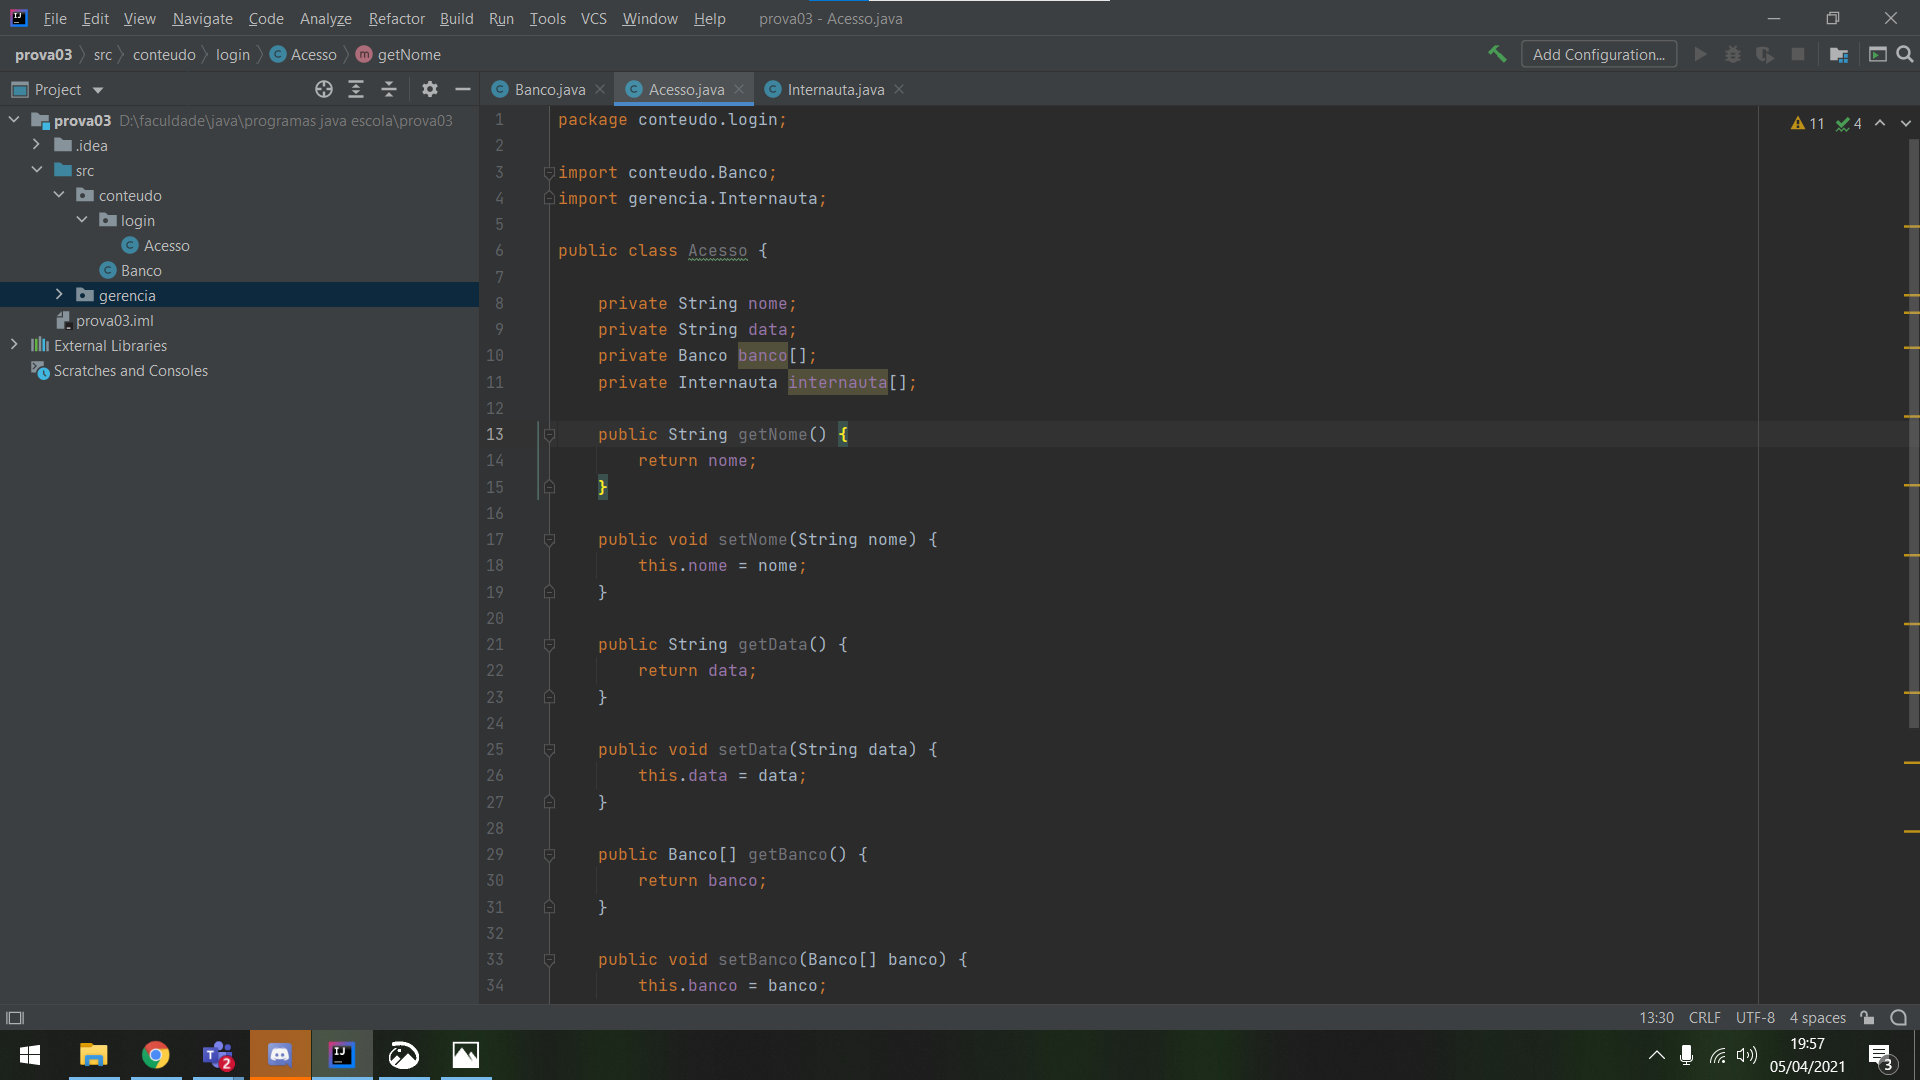 File Edit View Navigate Code Analyze Refactor Build Run Tools VCS Window Help prova03 - Acesso.java
prova03 src conteudo login Acesso getNome Add Configuration...
Project
Banco.java Acesso.java Internauta.java
prova03 D:\faculdade\java\programas java escola\prova03
.idea
src
conteudo
login
Acesso
Banco
gerencia
prova03.iml
External Libraries
Scratches and Consoles
11 4
1 package conteudo.login;
2
3 import conteudo.Banco;
4 import gerencia.Internauta;
5
6 public class Acesso {
7
8 private String nome;
9 private String data;
10 private Banco banco[];
11 private Internauta internauta[];
12
13 public String getNome() {
14 return nome;
15 }
16
17 public void setNome(String nome) {
18 this.nome = nome;
19 }
20
21 public String getData() {
22 return data;
23 }
24
25 public void setData(String data) {
26 this.data = data;
27 }
28
29 public Banco[] getBanco() {
30 return banco;
31 }
32
33 public void setBanco(Banco[] banco) {
34 this.banco = banco;
13:30 CRLF UTF-8 4 spaces
19:57
05/04/2021
2
3